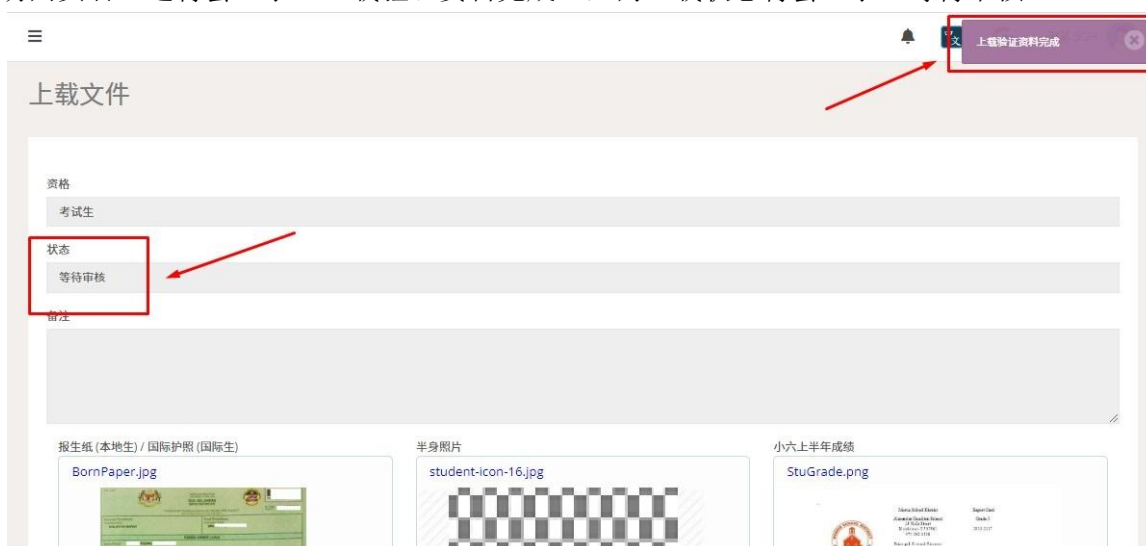 上载验证资料完成
上载文件
资格
考试生
状态
等待审核
备注
报生纸 (本地生) / 国际护照 (国际生)
半身照片
小六上半年成绩
BornPaper.jpg
student-icon-16.jpg
StuGrade.png